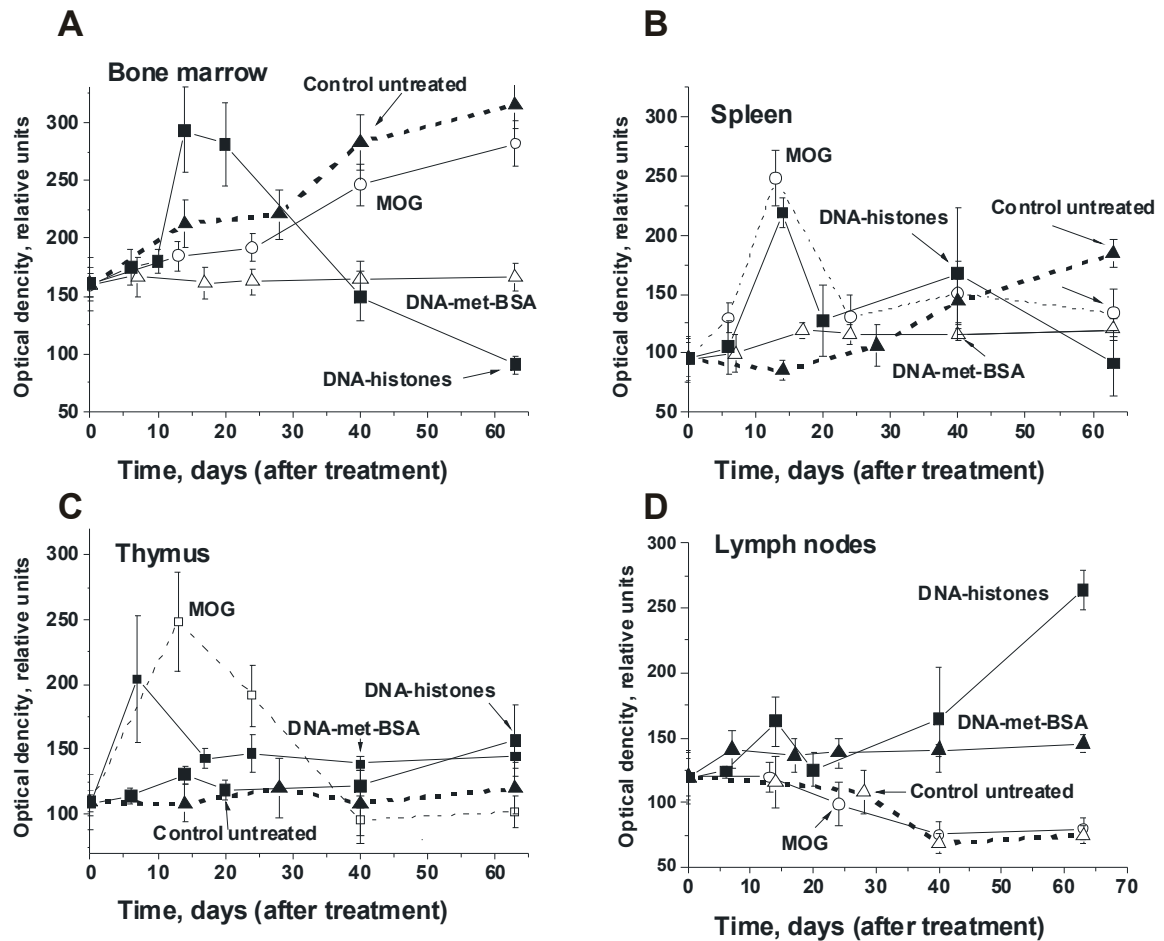 A
Bone marrow
Control untreated
MOG
DNA-met-BSA
DNA-histones
Optical dencity, relative units
300
250
200
150
100
50
0 10 20 30 40 50 60
Time, days (after treatment)
B
Spleen
MOG
DNA-histones
Control untreated
DNA-met-BSA
Optical dencity, relative units
300
250
200
150
100
50
0 10 20 30 40 50 60
Time, days (after treatment)
C
Thymus
MOG
DNA-histones
DNA-met-BSA
Control untreated
Optical dencity, relative units
300
250
200
150
100
0 10 20 30 40 50 60
Time, days (after treatment)
D
Lymph nodes
DNA-histones
DNA-met-BSA
Control untreated
MOG
Optical dencity, relative units
300
250
200
150
100
50
0 10 20 30 40 50 60 70
Time, days (after treatment)